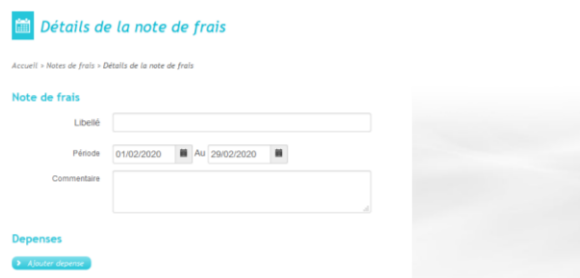 Détails de la note de frais
Accueil » Notes de frais » Détails de la note de frais
Note de frais
Libellé
Période 01/02/2020 Au 29/02/2020
Commentaire
Depenses
Ajouter depense